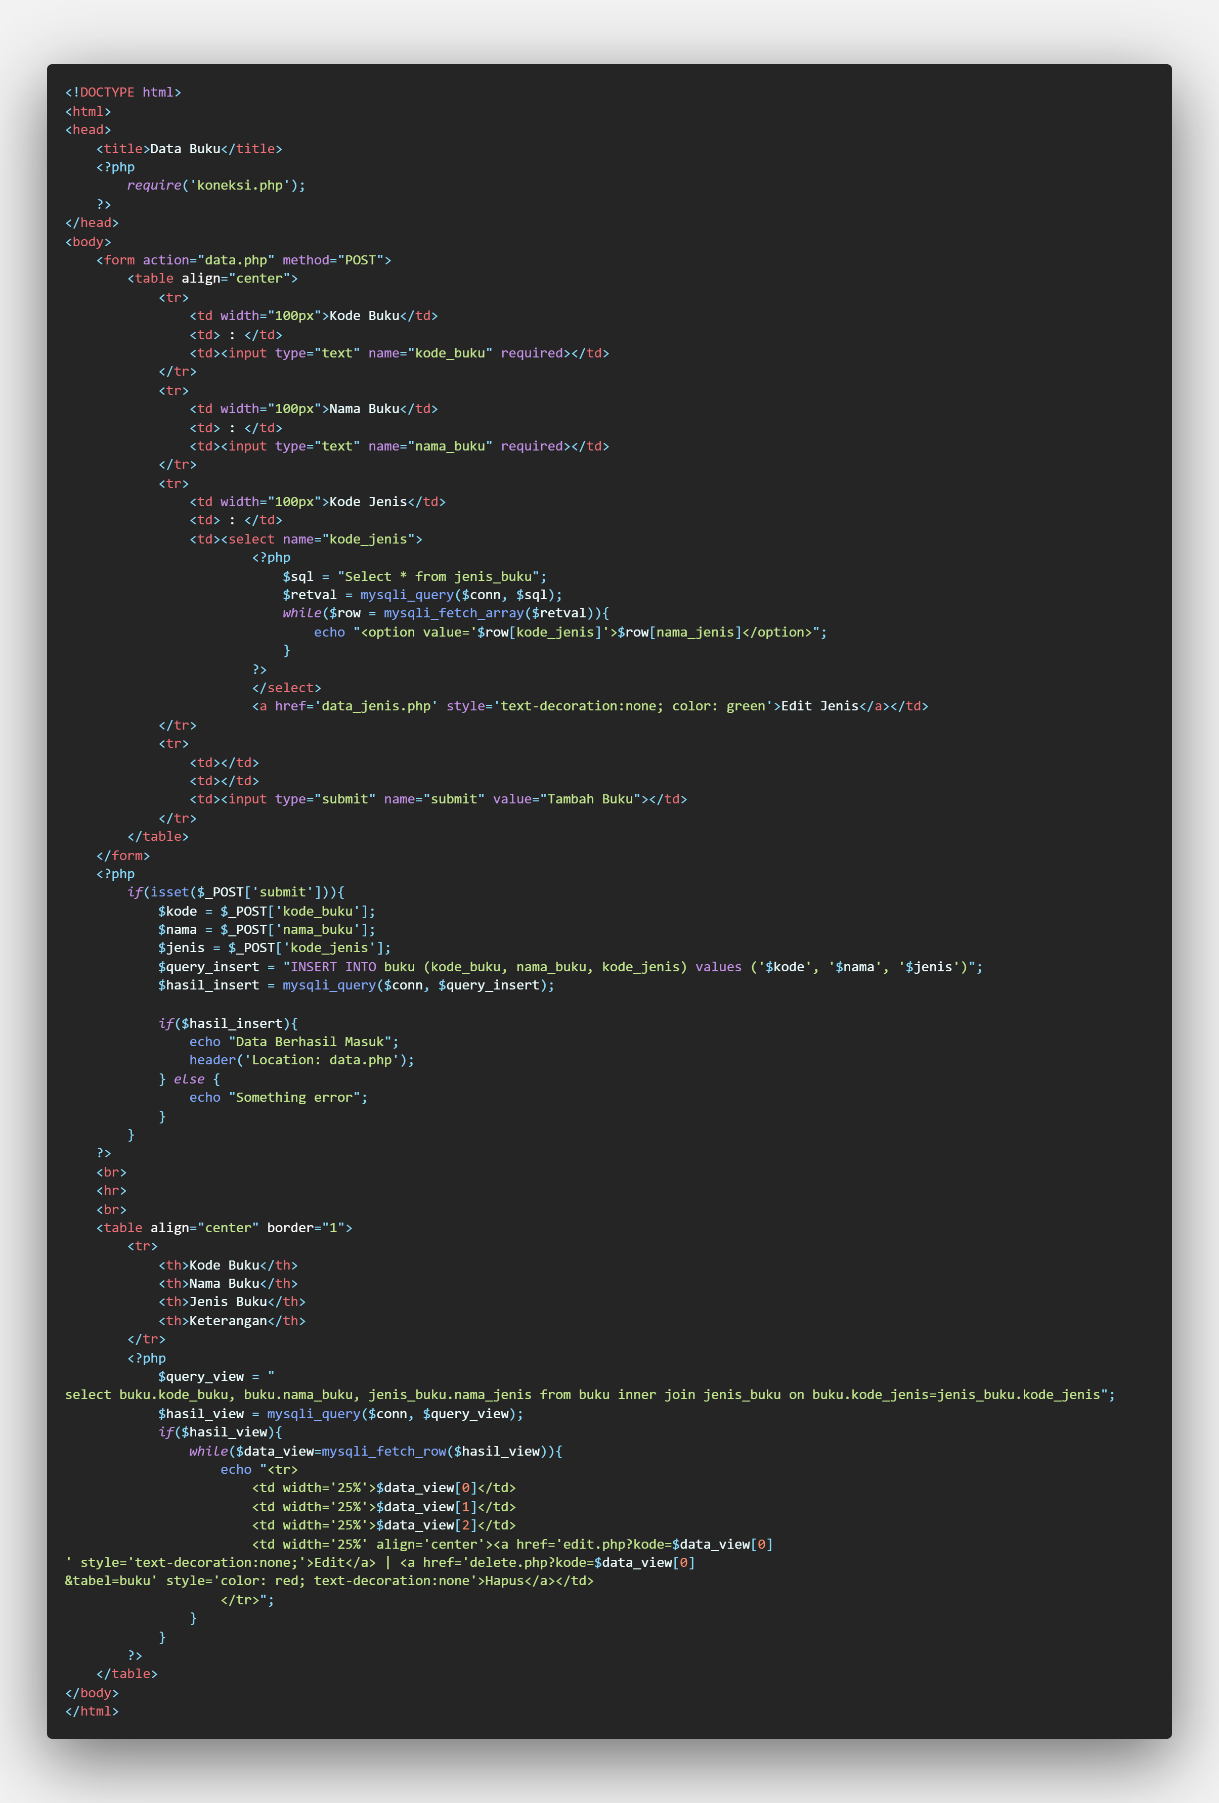 <!DOCTYPE html>
<html>
<head>
    <title>Data Buku</title>
    <?php
        require('koneksi.php');
    ?>
</head>
<body>
    <form action="data.php" method="POST">
        <table align="center">
            <tr>
                <td width="100px">Kode Buku</td>
                <td> : </td>
                <td><input type="text" name="kode_buku" required></td>
            </tr>
            <tr>
                <td width="100px">Nama Buku</td>
                <td> : </td>
                <td><input type="text" name="nama_buku" required></td>
            </tr>
            <tr>
                <td width="100px">Kode Jenis</td>
                <td> : </td>
                <td><select name="kode_jenis">
                        <?php
                            $sql = "Select * from jenis_buku";
                            $retval = mysqli_query($conn, $sql);
                            while($row = mysqli_fetch_array($retval)){
                                echo "<option value='$row[kode_jenis]'>$row[nama_jenis]</option>";
                            }
                        ?>
                        </select>
                        <a href='data_jenis.php' style='text-decoration:none; color: green'>Edit Jenis</a></td>
            </tr>
            <tr>
                <td></td>
                <td></td>
                <td><input type="submit" name="submit" value="Tambah Buku"></td>
            </tr>
        </table>
    </form>
    <?php
        if(isset($_POST['submit'])){
            $kode = $_POST['kode_buku'];
            $nama = $_POST['nama_buku'];
            $jenis = $_POST['kode_jenis'];
            $query_insert = "INSERT INTO buku (kode_buku, nama_buku, kode_jenis) values ('$kode', '$nama', '$jenis')";
            $hasil_insert = mysqli_query($conn, $query_insert);

            if($hasil_insert){
                echo "Data Berhasil Masuk";
                header('Location: data.php');
            } else {
                echo "Something error";
            }
        }
    ?>
    <br>
    <hr>
    <br>
    <table align="center" border="1">
        <tr>
            <th>Kode Buku</th>
            <th>Nama Buku</th>
            <th>Jenis Buku</th>
            <th>Keterangan</th>
        </tr>
        <?php
            $query_view = "
select buku.kode_buku, buku.nama_buku, jenis_buku.nama_jenis from buku inner join jenis_buku on buku.kode_jenis=jenis_buku.kode_jenis";
            $hasil_view = mysqli_query($conn, $query_view);
            if($hasil_view){
                while($data_view=mysqli_fetch_row($hasil_view)){
                    echo "<tr>
                        <td width='25%'>$data_view[0]</td>
                        <td width='25%'>$data_view[1]</td>
                        <td width='25%'>$data_view[2]</td>
                        <td width='25%' align='center'><a href='edit.php?kode=$data_view[0]
' style='text-decoration:none;'>Edit</a> | <a href='delete.php?kode=$data_view[0]
&tabel=buku' style='color: red; text-decoration:none'>Hapus</a></td>
                    </tr>";
                }
            }
        ?>
    </table>
</body>
</html>